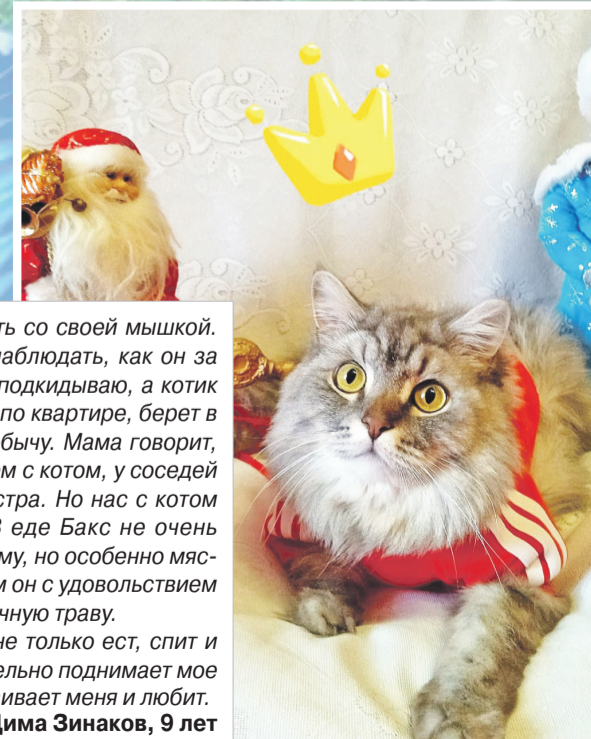 ть со своей мышкой.
наблюдать, как он за
подкидываю, а котик
по квартире, берет в
бычу. Мама говорит,
м с котом, у соседей
стра. Но нас с котом
В еде Бакс не очень
му, но особенно мяс-
м он с удовольствием
чную траву.
не только ест, спит и
ельно поднимает мое
ивает меня и любит.
Дима Зинаков, 9 лет